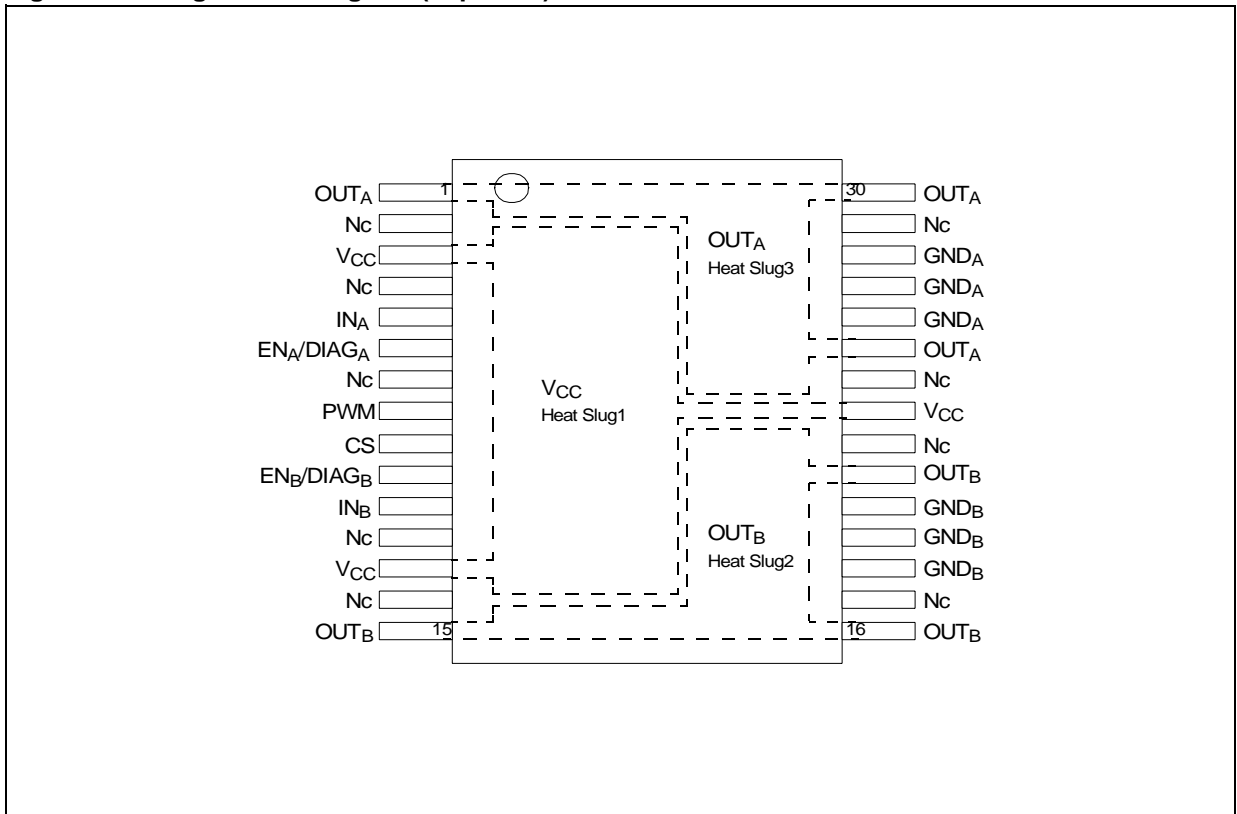 OUTA 1 30 OUTA
Nc Nc
VCC GNDA
Nc GNDA
INA GNDA
ENA/DIAGA OUTA
Nc Nc
PWM VCC
CS Nc
ENB/DIAGB OUTB
INB GNDB
Nc GNDB
VCC GNDB
Nc Nc
OUTB 15 16 OUTB
OUTA
Heat Slug3
VCC
Heat Slug1
OUTB
Heat Slug2